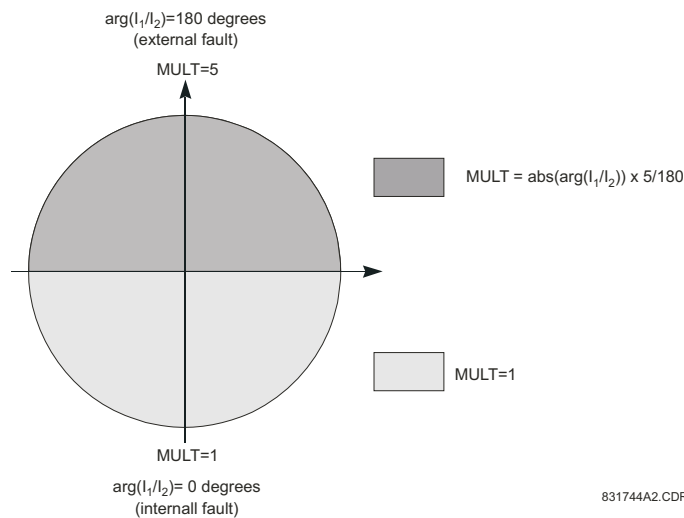 arg(I₁/I₂)=180 degrees
(external fault)
MULT=5
MULT = abs(arg(I₁/I₂)) x 5/180
MULT=1
MULT=1
arg(I₁/I₂)= 0 degrees
(internall fault)
831744A2.CDR